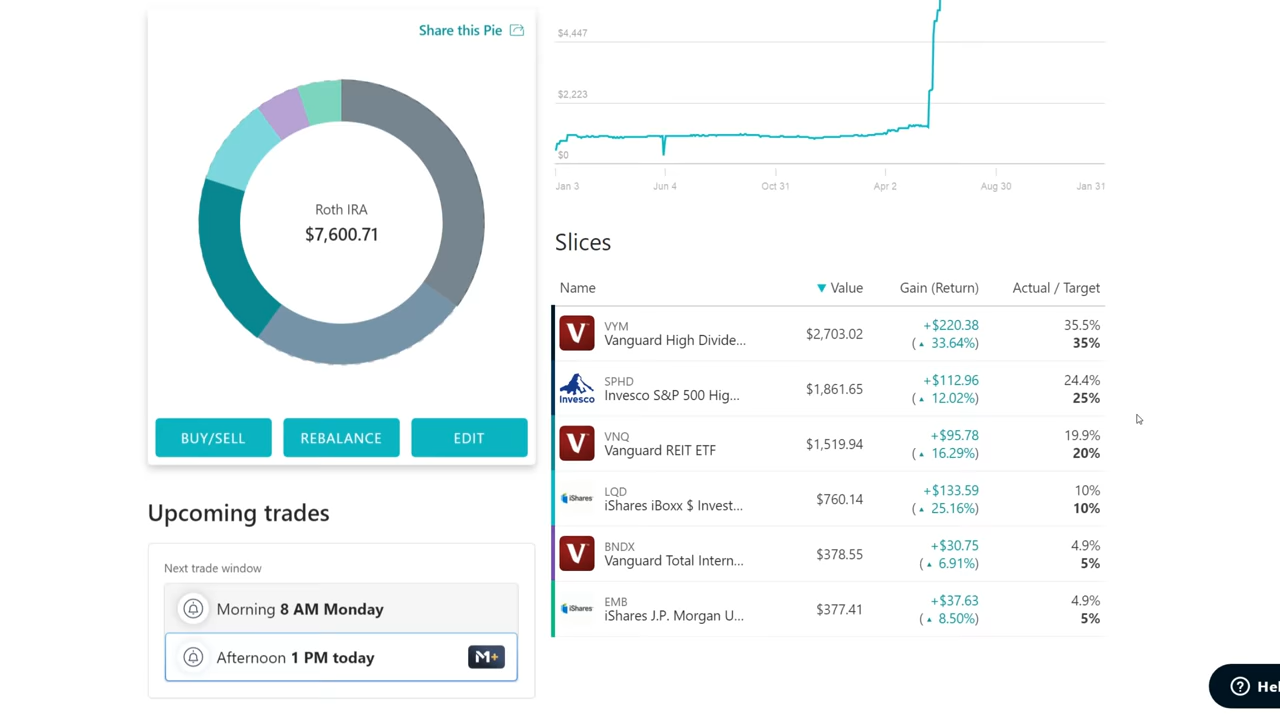 Share this Pie
Roth IRA
$7,600.71
BUY/SELL
REBALANCE
EDIT
Upcoming trades
Next trade window
Morning 8 AM Monday
Afternoon 1 PM today
M+
$4,447
$2,223
$0
Jan 3
Jun 4
Oct 31
Apr 2
Aug 30
Jan 31
Slices
Name
▼ Value
Gain (Return)
Actual / Target
V
VYM
Vanguard High Divide...
$2,703.02
+$220.38
(▲ 33.64%)
35.5%
35%
Invesco
SPHD
Invesco S&P 500 Hig...
$1,861.65
+$112.96
(▲ 12.02%)
24.4%
25%
V
VNQ
Vanguard REIT ETF
$1,519.94
+$95.78
(▲ 16.29%)
19.9%
20%
iShares
LQD
iShares iBoxx $ Invest...
$760.14
+$133.59
(▲ 25.16%)
10%
10%
V
BNDX
Vanguard Total Intern...
$378.55
+$30.75
(▲ 6.91%)
4.9%
5%
iShares
EMB
iShares J.P. Morgan U...
$377.41
+$37.63
(▲ 8.50%)
4.9%
5%
? Hel